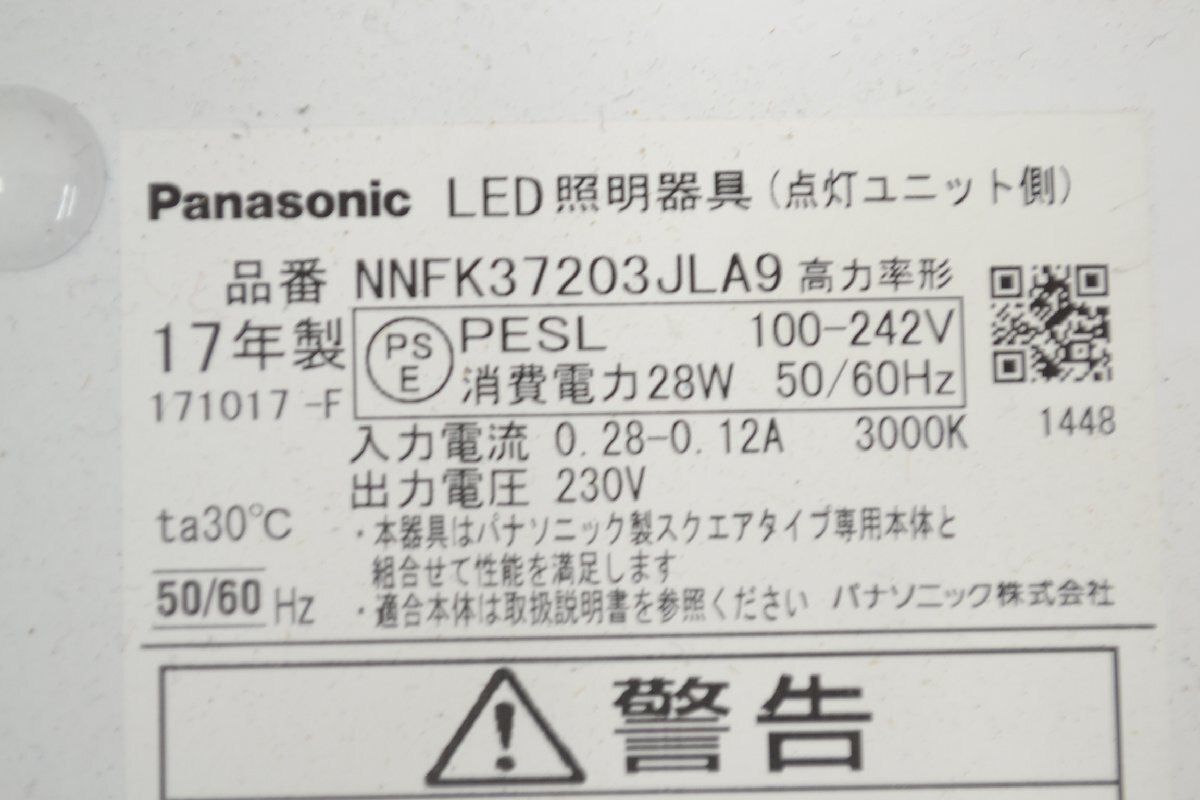 Panasonic LED照明器具(点灯ユニット側)
品番 NNFK37203JLA9 高力率形
17年製 PSE PESL 100-242V
171017-F 消費電力28W 50/60Hz
入力電流 0.28-0.12A 3000K 1448
出力電圧 230V
ta30℃ ・本器具はパナソニック製スクエアタイプ専用本体と
組合せて性能を満足します
50/60 Hz ・適合本体は取扱説明書を参照ください パナソニック株式会社
警告